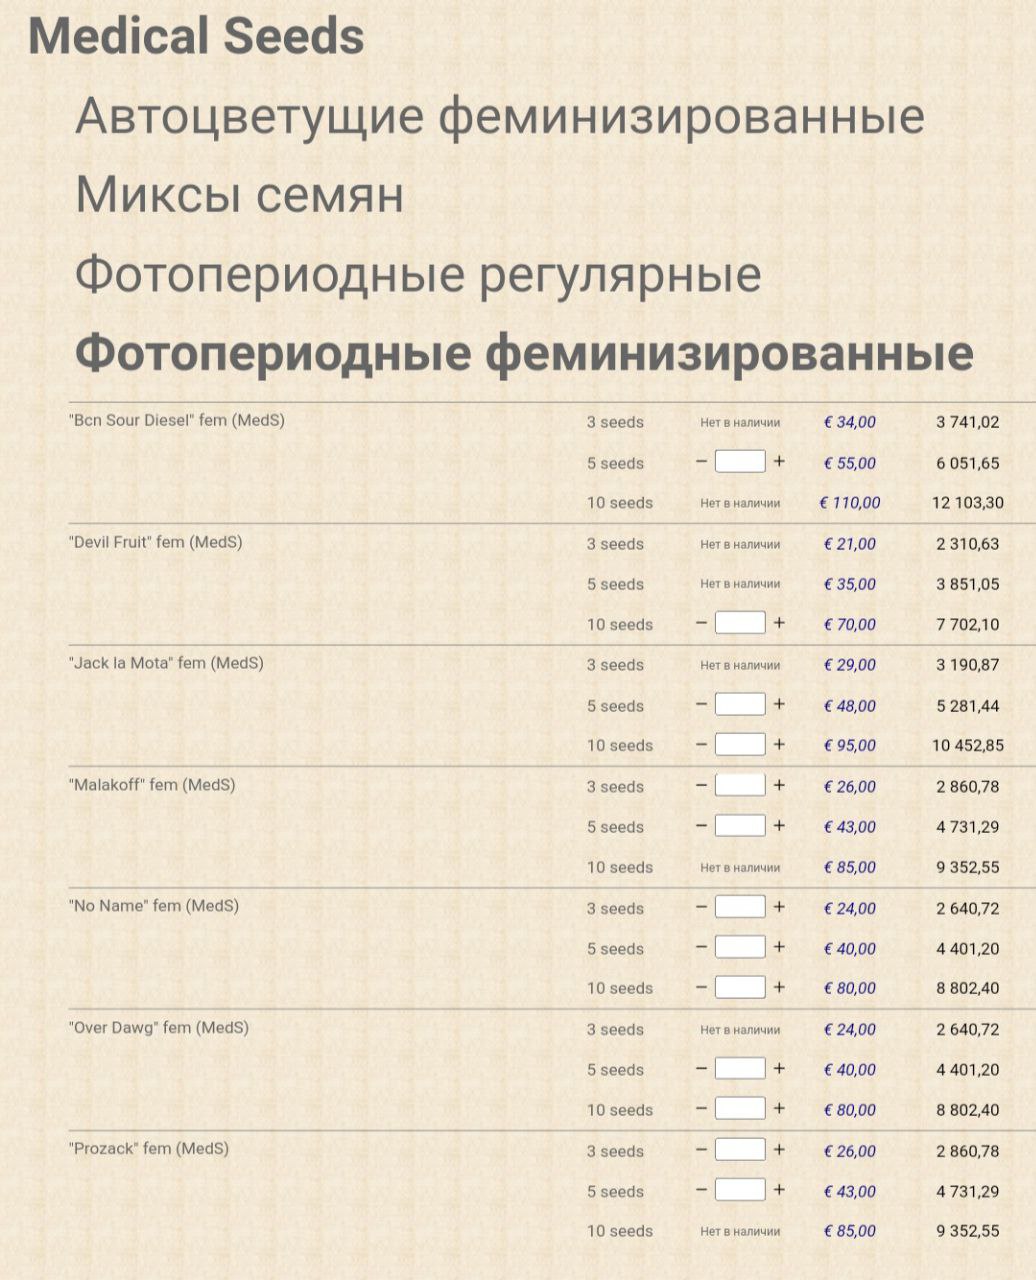 Medical Seeds
Автоцветущие феминизированные
Миксы семян
Фотопериодные регулярные
Фотопериодные феминизированные
"Bcn Sour Diesel" fem (MedS) 3 seeds Нет в наличии € 34,00 3 741,02
5 seeds − + € 55,00 6 051,65
10 seeds Нет в наличии € 110,00 12 103,30
"Devil Fruit" fem (MedS) 3 seeds Нет в наличии € 21,00 2 310,63
5 seeds Нет в наличии € 35,00 3 851,05
10 seeds − + € 70,00 7 702,10
"Jack la Mota" fem (MedS) 3 seeds Нет в наличии € 29,00 3 190,87
5 seeds − + € 48,00 5 281,44
10 seeds − + € 95,00 10 452,85
"Malakoff" fem (MedS) 3 seeds − + € 26,00 2 860,78
5 seeds − + € 43,00 4 731,29
10 seeds Нет в наличии € 85,00 9 352,55
"No Name" fem (MedS) 3 seeds − + € 24,00 2 640,72
5 seeds − + € 40,00 4 401,20
10 seeds − + € 80,00 8 802,40
"Over Dawg" fem (MedS) 3 seeds Нет в наличии € 24,00 2 640,72
5 seeds − + € 40,00 4 401,20
10 seeds − + € 80,00 8 802,40
"Prozack" fem (MedS) 3 seeds − + € 26,00 2 860,78
5 seeds − + € 43,00 4 731,29
10 seeds Нет в наличии € 85,00 9 352,55